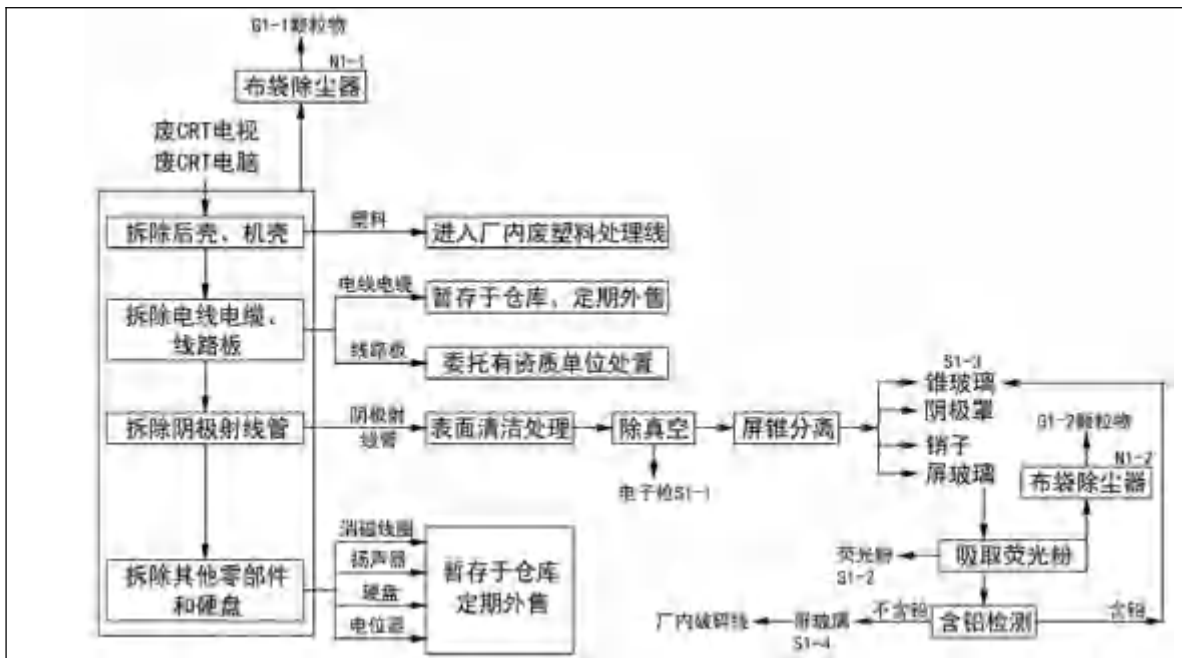 G1-1颗粒物
N1-1
布袋除尘器
废CRT电视
废CRT电脑
拆除后壳、机壳
塑料
进入厂内废塑料处理线
拆除电线电缆、
线路板
电线电缆
暂存于仓库、定期外售
线路板
委托有资质单位处置
拆除阴极射线管
阴极射
线管
表面清洁处理
除真空
电子枪S1-1
屏锥分离
S1-3
锥玻璃
阴极罩
销子
屏玻璃
G1-2颗粒物
N1-2
布袋除尘器
吸取荧光粉
荧光粉
S1-2
含铅检测
含铅
不含铅
屏玻璃
S1-4
厂内破碎线
拆除其他零部件
和硬盘
消磁线圈
扬声器
硬盘
电位器
暂存于仓库
定期外售